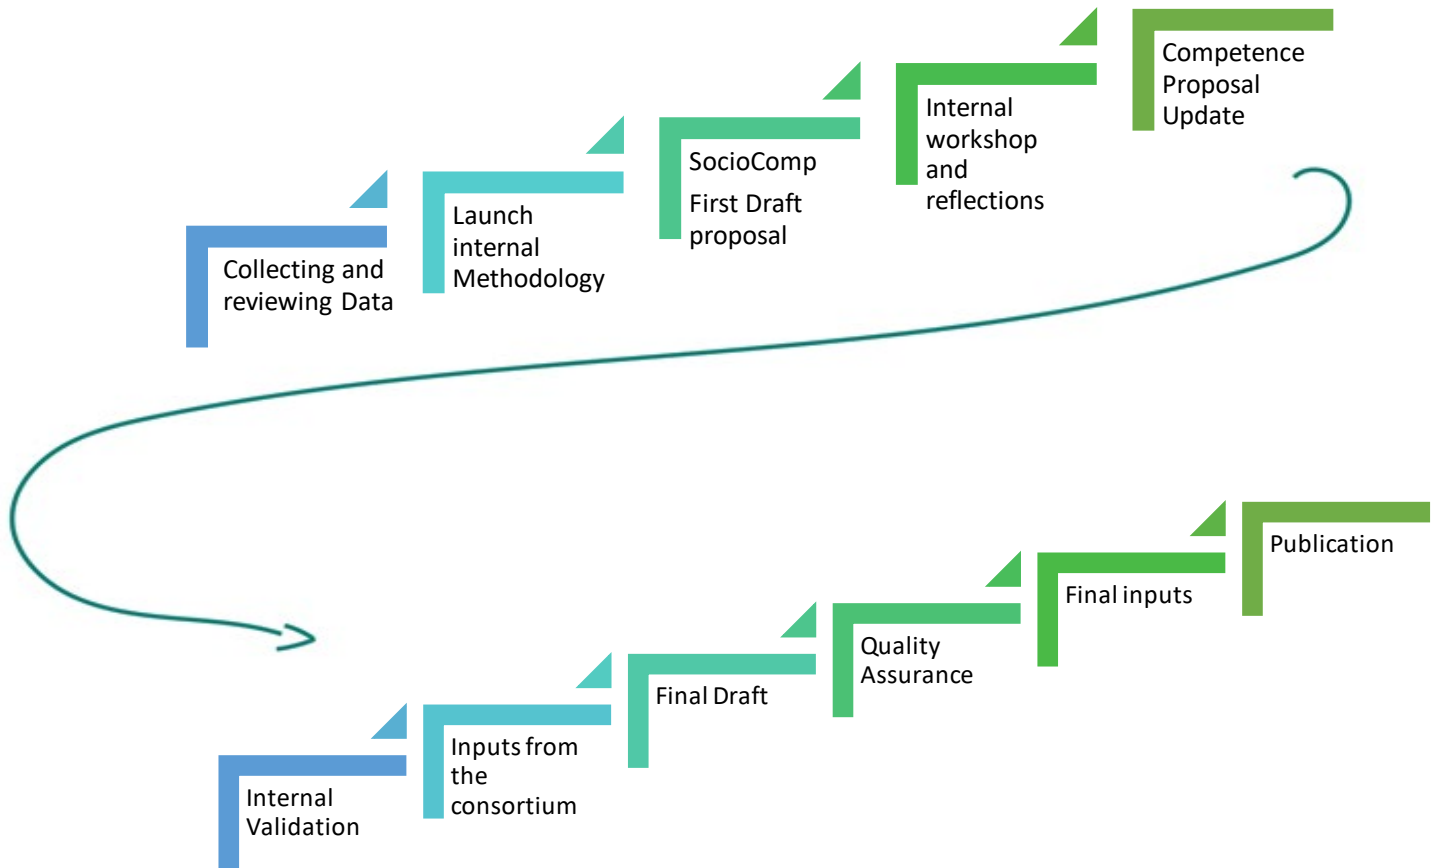 Collecting and
reviewing Data
Launch
internal
Methodology
SocioComp
First Draft
proposal
Internal
workshop
and
reflections
Competence
Proposal
Update
Internal
Validation
Inputs from
the
consortium
Final Draft
Quality
Assurance
Final inputs
Publication